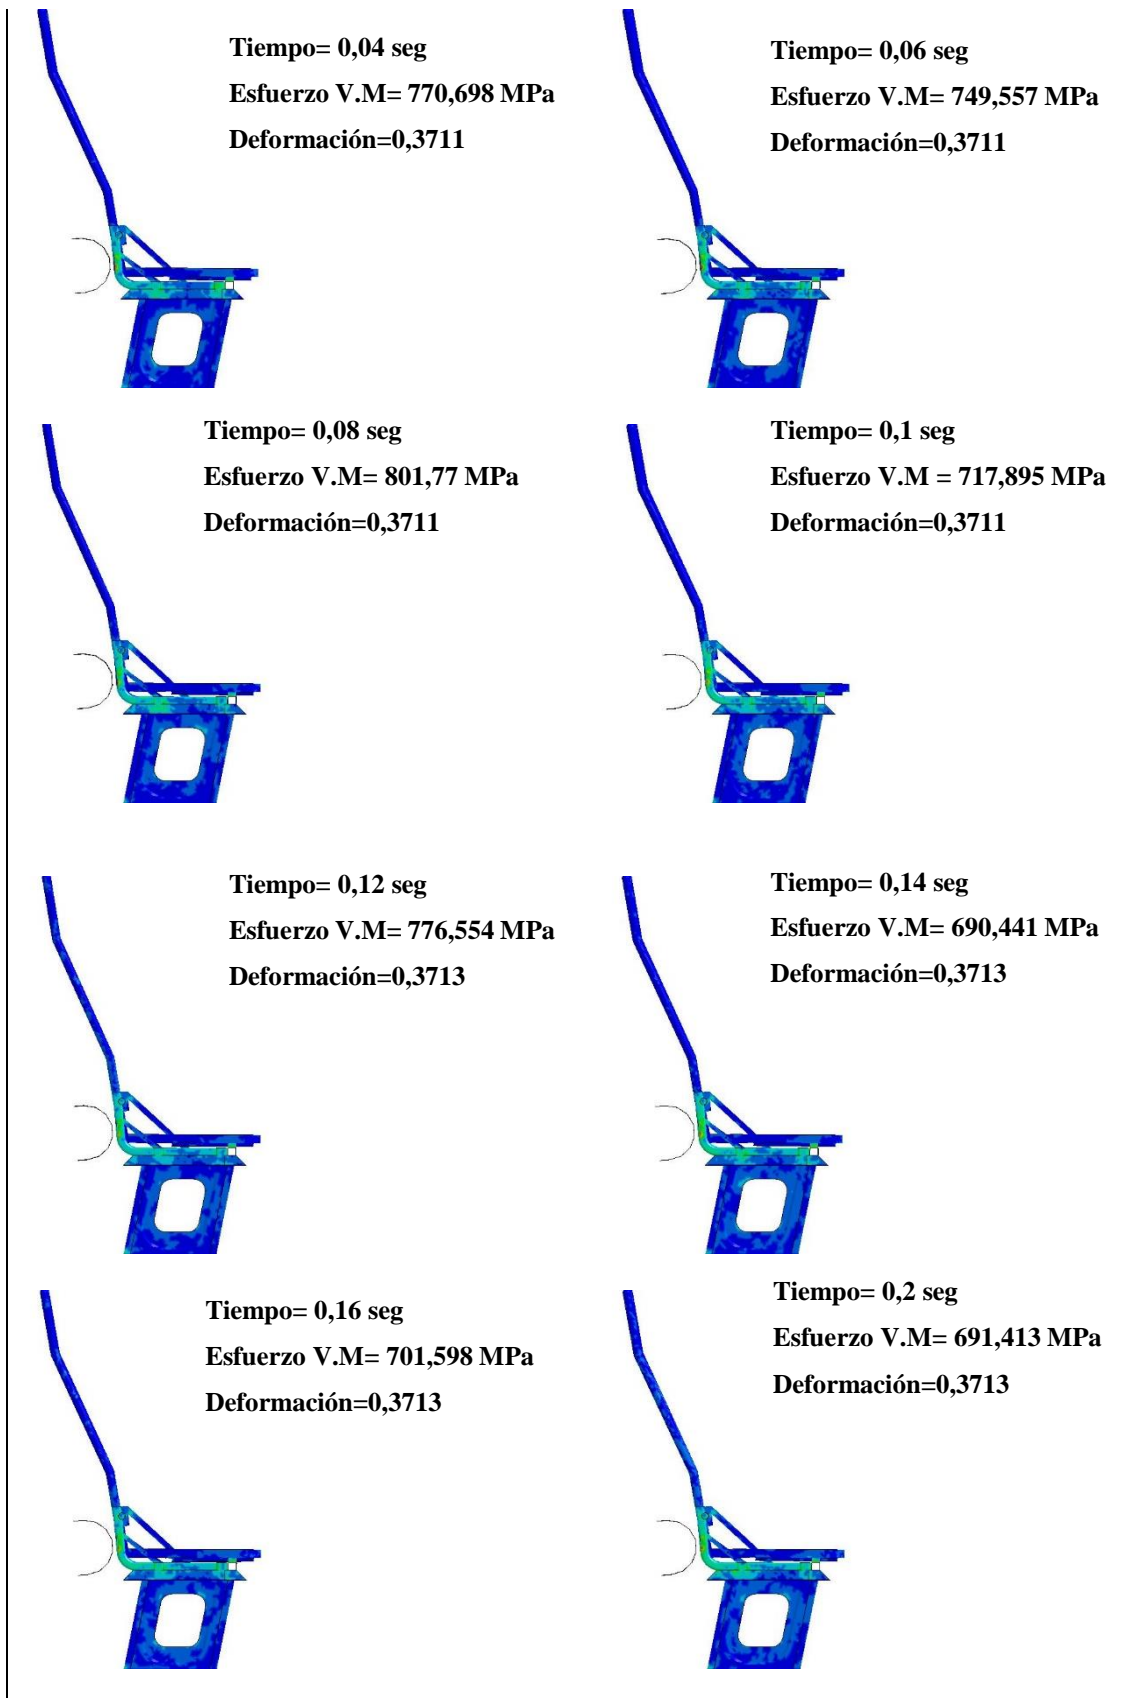 Tiempo= 0,04 seg
Esfuerzo V.M= 770,698 MPa
Deformación=0,3711
Tiempo= 0,06 seg
Esfuerzo V.M= 749,557 MPa
Deformación=0,3711
Tiempo= 0,08 seg
Esfuerzo V.M= 801,77 MPa
Deformación=0,3711
Tiempo= 0,1 seg
Esfuerzo V.M = 717,895 MPa
Deformación=0,3711
Tiempo= 0,12 seg
Esfuerzo V.M= 776,554 MPa
Deformación=0,3713
Tiempo= 0,14 seg
Esfuerzo V.M= 690,441 MPa
Deformación=0,3713
Tiempo= 0,16 seg
Esfuerzo V.M= 701,598 MPa
Deformación=0,3713
Tiempo= 0,2 seg
Esfuerzo V.M= 691,413 MPa
Deformación=0,3713